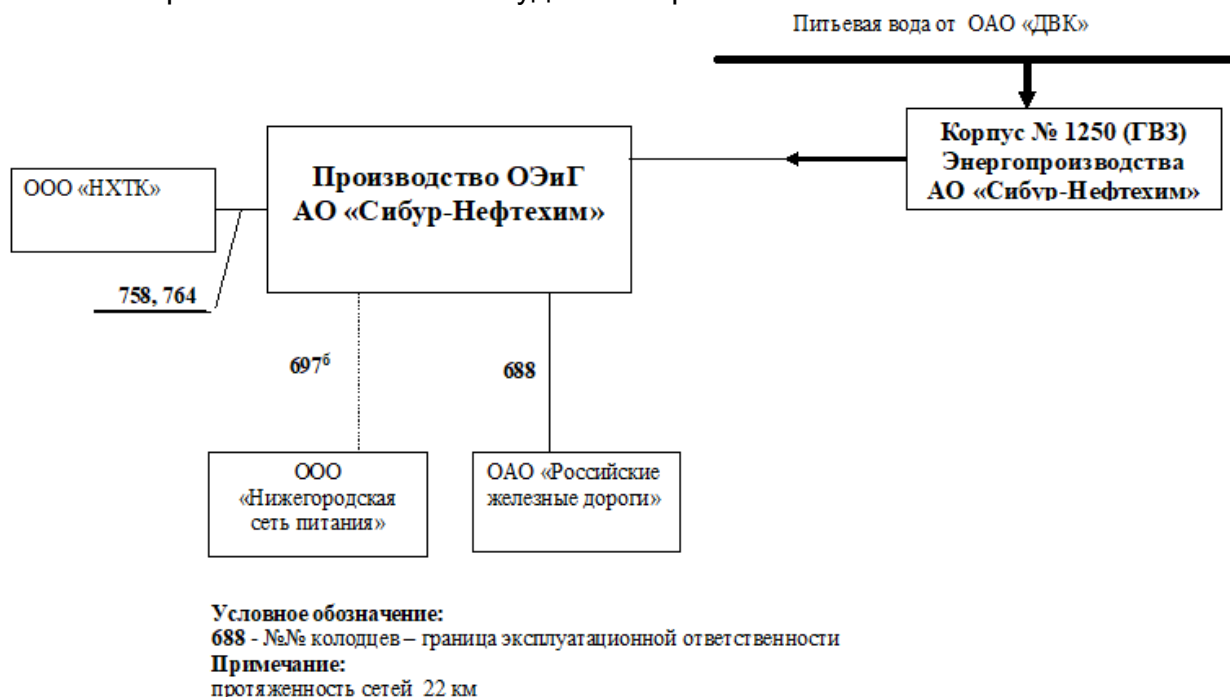 Питьевая вода от ОАО «ДВК»
Корпус № 1250 (ГВЗ)
Энергопроизводства
АО «Сибур-Нефтехим»
Производство ОЭиГ
АО «Сибур-Нефтехим»
ООО «НХТК»
758, 764
697б
688
ООО
«Нижегородская
сеть питания»
ОАО «Российские
железные дороги»
Условное обозначение:
688 - №№ колодцев – граница эксплуатационной ответственности
Примечание:
протяженность сетей 22 км